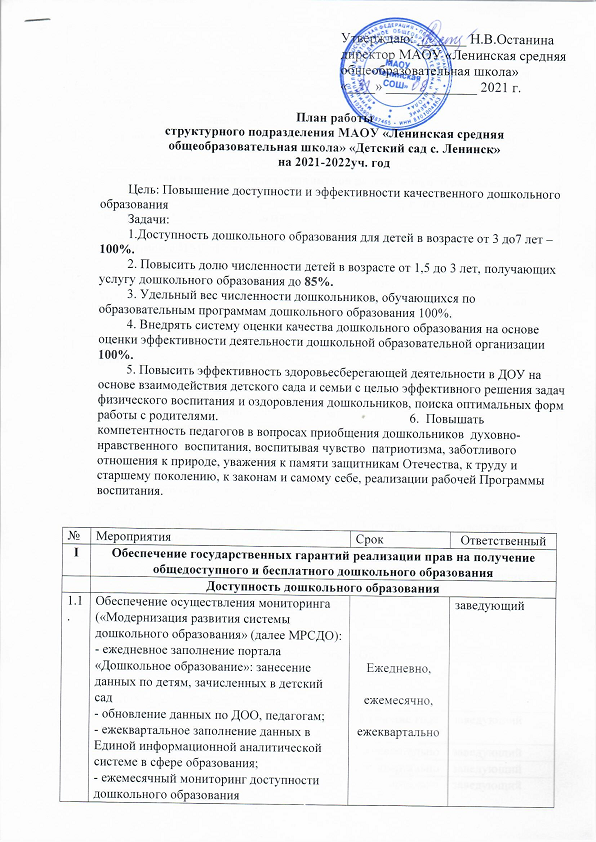 Утверждаю: ________ Н.В.Останина
директор МАОУ «Ленинская средняя
общеобразовательная школа»
« » ______ 08 ______ 2021 г.
План работы
структурного подразделения МАОУ «Ленинская средняя
общеобразовательная школа» «Детский сад с. Ленинск»
на 2021-2022уч. год
Цель: Повышение доступности и эффективности качественного дошкольного
образования
Задачи:
1.Доступность дошкольного образования для детей в возрасте от 3 до7 лет –
100%.
2. Повысить долю численности детей в возрасте от 1,5 до 3 лет, получающих
услугу дошкольного образования до 85%.
3. Удельный вес численности дошкольников, обучающихся по
образовательным программам дошкольного образования 100%.
4. Внедрять систему оценки качества дошкольного образования на основе
оценки эффективности деятельности дошкольной образовательной организации
100%.
5. Повысить эффективность здоровьесберегающей деятельности в ДОУ на
основе взаимодействия детского сада и семьи с целью эффективного решения задач
физического воспитания и оздоровления дошкольников, поиска оптимальных форм
работы с родителями. 6. Повышать
компетентность педагогов в вопросах приобщения дошкольников духовно-
нравственного воспитания, воспитывая чувство патриотизма, заботливого
отношения к природе, уважения к памяти защитникам Отечества, к труду и
старшему поколению, к законам и самому себе, реализации рабочей Программы
воспитания.
№ Мероприятия Срок Ответственный
I Обеспечение государственных гарантий реализации прав на получение
общедоступного и бесплатного дошкольного образования
Доступность дошкольного образования
1.1 Обеспечение осуществления мониторинга заведующий
. («Модернизация развития системы
дошкольного образования» (далее МРСДО):
- ежедневное заполнение портала
«Дошкольное образование»: занесение Ежедневно,
данных по детям, зачисленных в детский
сад ежемесячно,
- обновление данных по ДОО, педагогам;
- ежеквартальное заполнение данных в ежеквартально
Единой информационной аналитической
системе в сфере образования;
- ежемесячный мониторинг доступности
дошкольного образования
МАОУ
«Ленинская
СОШ»